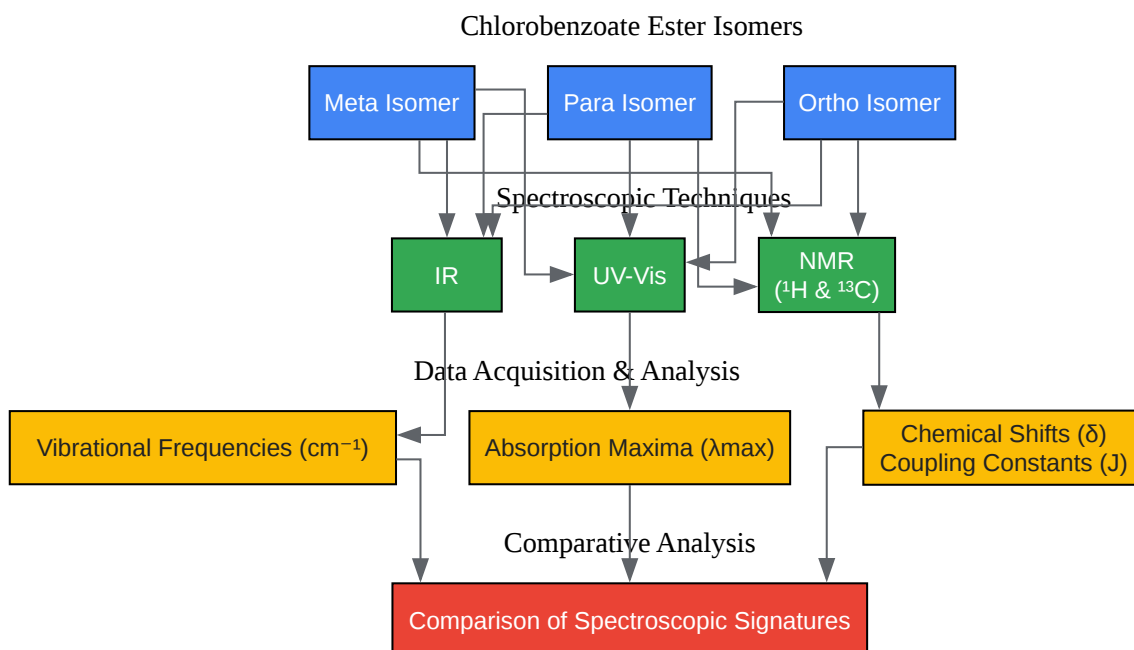 Chlorobenzoate Ester Isomers
Meta Isomer
Para Isomer
Ortho Isomer
Spectroscopic Techniques
IR
UV-Vis
NMR
(¹H & ¹³C)
Data Acquisition & Analysis
Vibrational Frequencies (cm⁻¹)
Absorption Maxima (λmax)
Chemical Shifts (δ)
Coupling Constants (J)
Comparative Analysis
Comparison of Spectroscopic Signatures